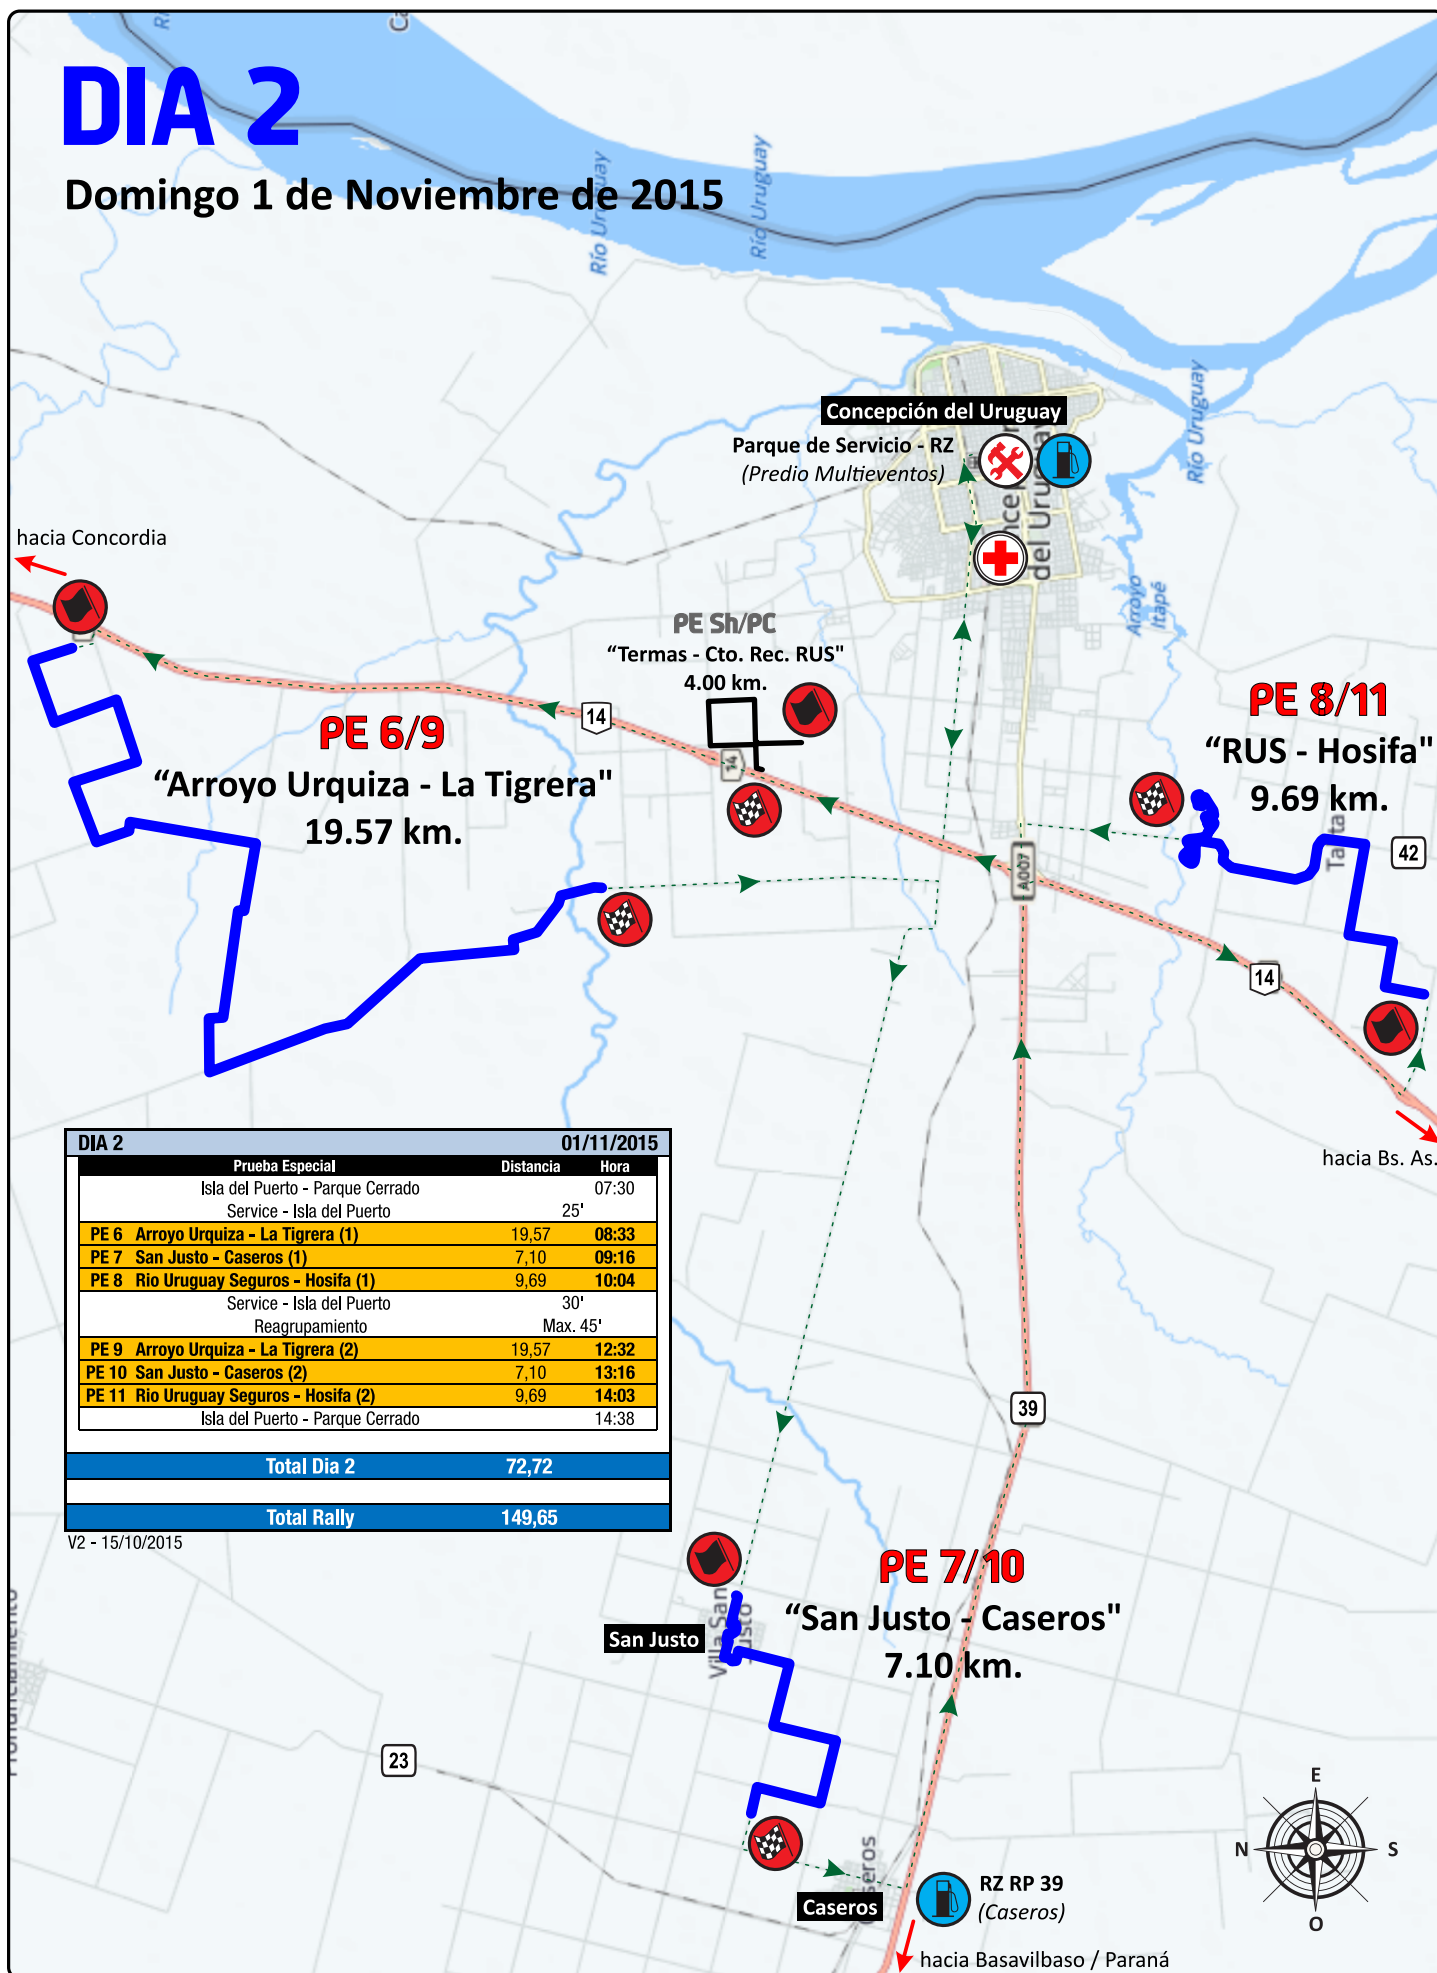 DIA 2
Domingo 1 de Noviembre de 2015
Río Uruguay
Río Uruguay
Río Uruguay
Concepción del Uruguay
Parque de Servicio - RZ
(Predio Multieventos)
del Uruguay
Arroyo
Itapé
hacia Concordia
PE Sh/PC
“Termas - Cto. Rec. RUS"
4.00 km.
PE 6/9
“Arroyo Urquiza - La Tigrera"
19.57 km.
14
14
PE 8/11
“RUS - Hosifa"
9.69 km.
42
A007
14
hacia Bs. As.
DIA 2 01/11/2015
Prueba Especial Distancia Hora
Isla del Puerto - Parque Cerrado 07:30
Service - Isla del Puerto 25'
PE 6 Arroyo Urquiza - La Tigrera (1) 19,57 08:33
PE 7 San Justo - Caseros (1) 7,10 09:16
PE 8 Rio Uruguay Seguros - Hosifa (1) 9,69 10:04
Service - Isla del Puerto 30'
Reagrupamiento Max. 45'
PE 9 Arroyo Urquiza - La Tigrera (2) 19,57 12:32
PE 10 San Justo - Caseros (2) 7,10 13:16
PE 11 Rio Uruguay Seguros - Hosifa (2) 9,69 14:03
Isla del Puerto - Parque Cerrado 14:38
Total Dia 2 72,72
Total Rally 149,65
V2 - 15/10/2015
39
PE 7/10
“San Justo - Caseros"
7.10 km.
San Justo
Villa San
23
Caseros
RZ RP 39
(Caseros)
hacia Basavilbaso / Paraná
E
N
S
O